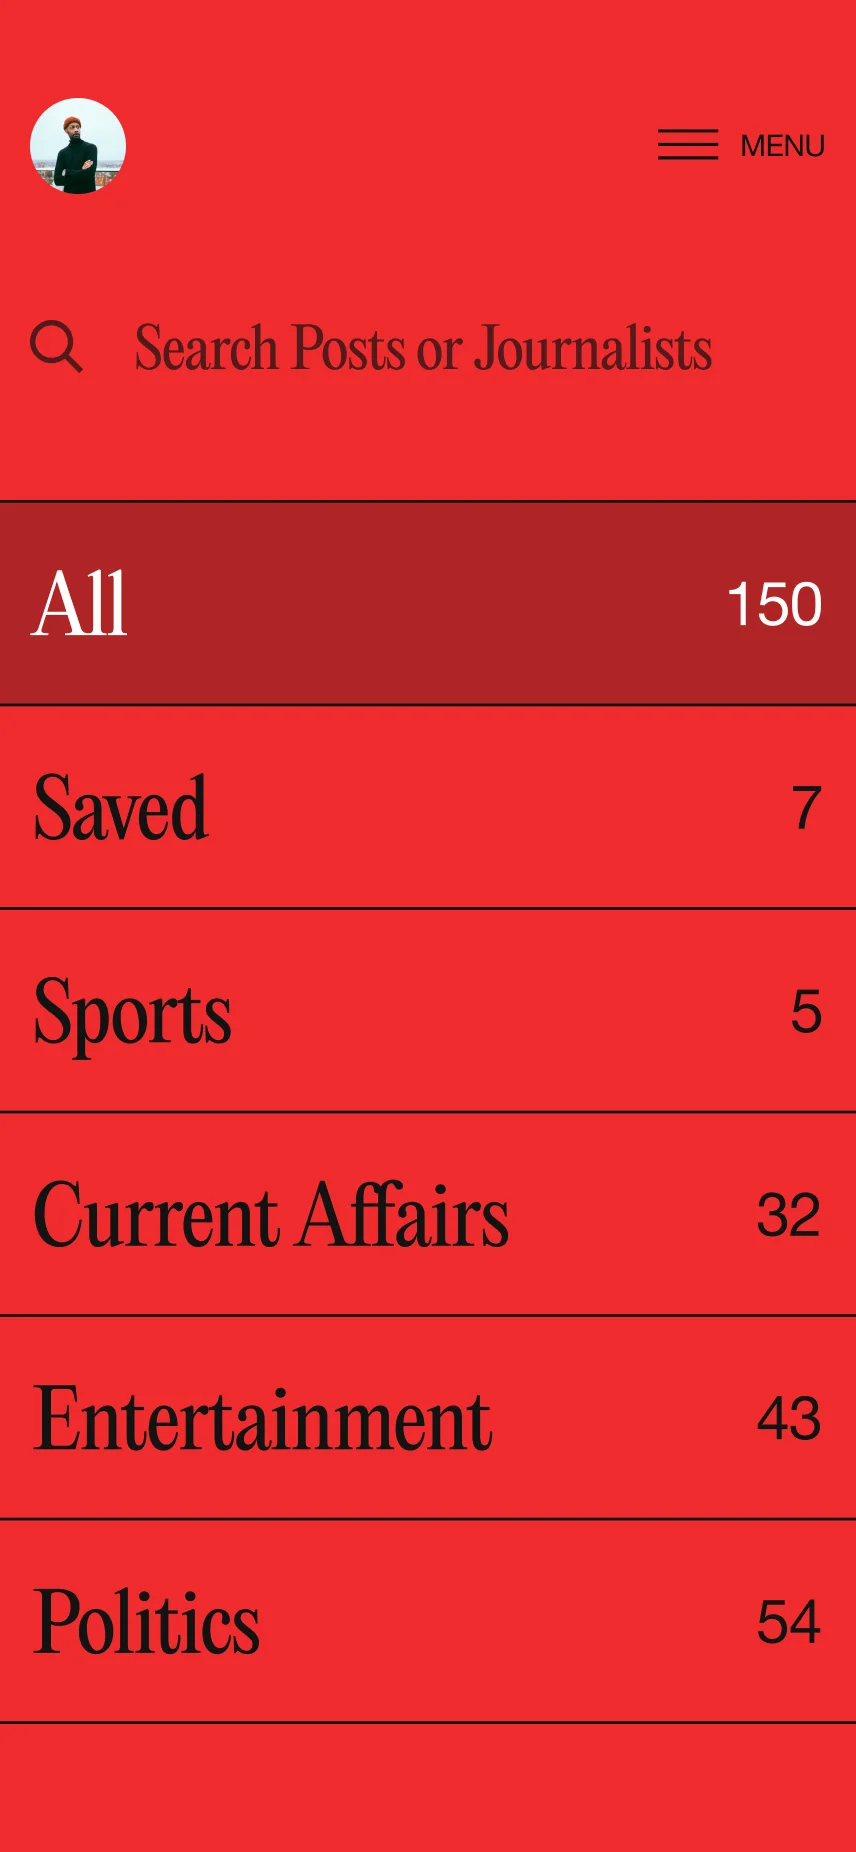 MENU
Search Posts or Journalists
All 150
Saved 7
Sports 5
Current Affairs 32
Entertainment 43
Politics 54